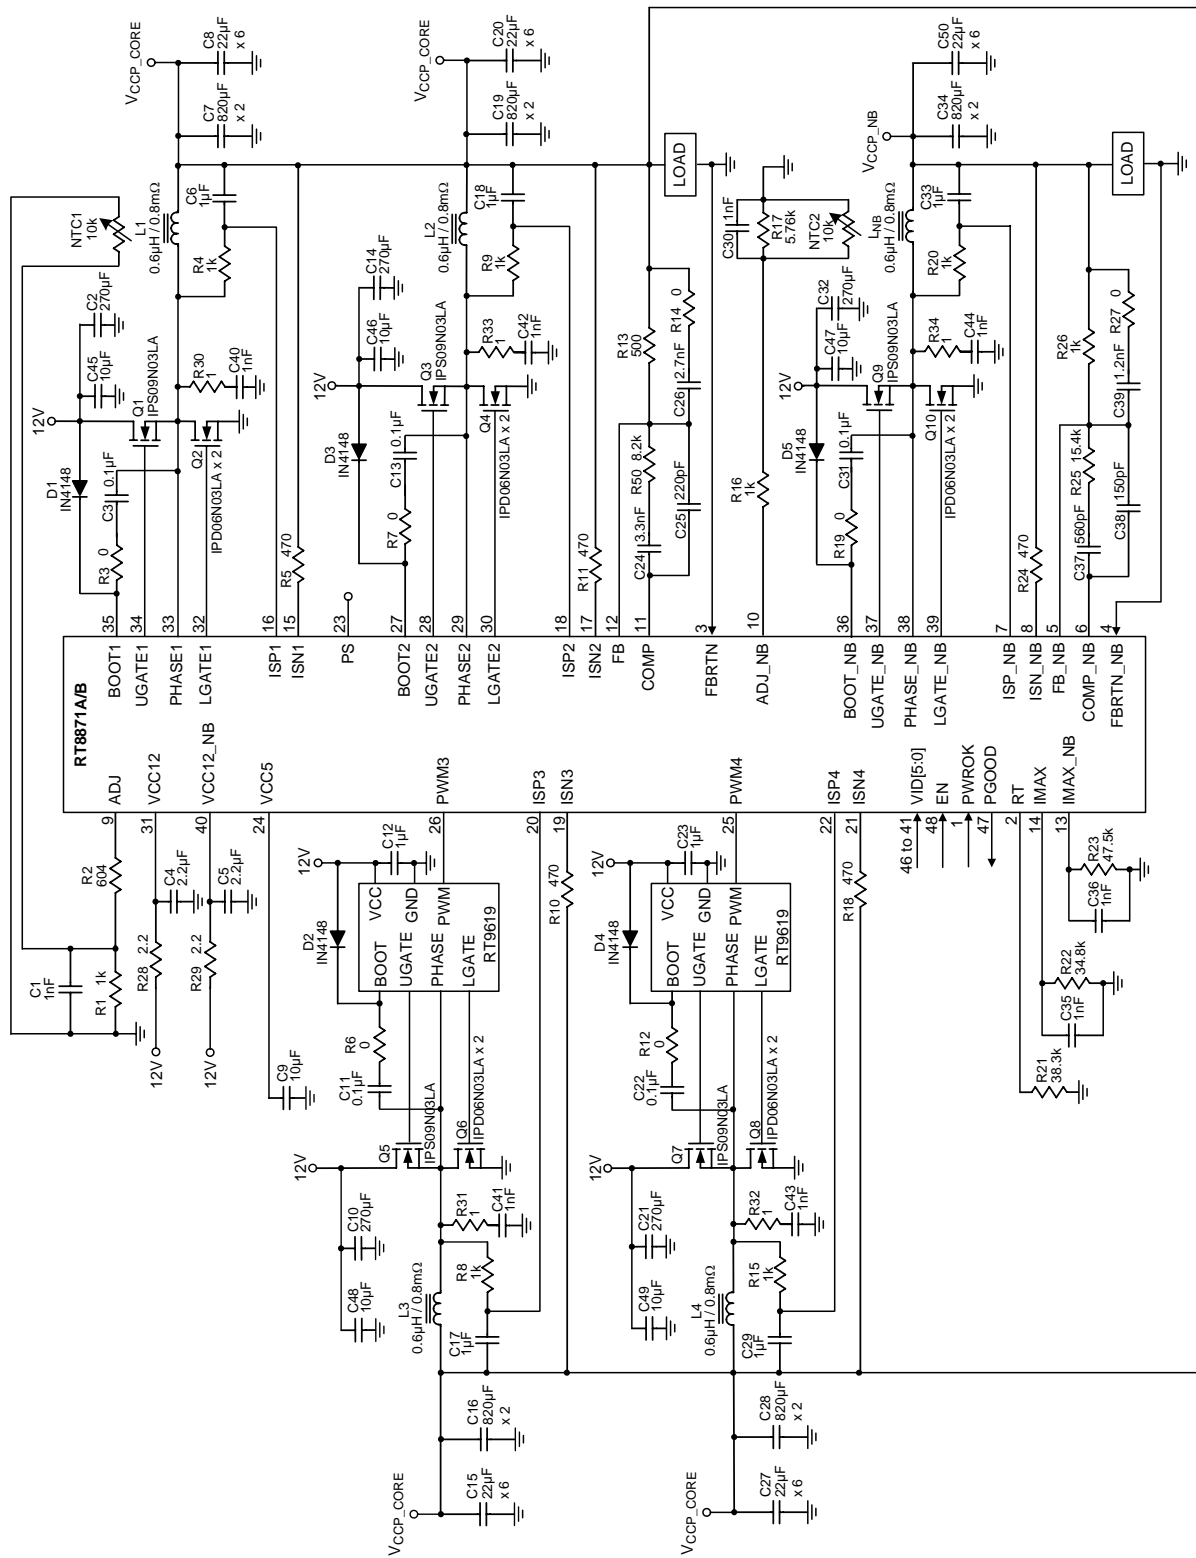 RT8871A/B
ADJ
9
VCC12
31
VCC12_NB
40
VCC5
24
PWM3
26
ISP3
20
ISN3
19
PWM4
25
ISP4
22
ISN4
21
VID[5:0]
46 to 41
EN
48
PWROK
1
PGOOD
47
RT
2
IMAX
14
IMAX_NB
13
BOOT1
35
UGATE1
34
PHASE1
33
LGATE1
32
ISP1
16
ISN1
15
PS
23
BOOT2
27
UGATE2
28
PHASE2
29
LGATE2
30
ISP2
18
ISN2
17
FB
12
COMP
11
FBRTN
3
ADJ_NB
10
BOOT_NB
36
UGATE_NB
37
PHASE_NB
38
LGATE_NB
39
ISP_NB
7
ISN_NB
8
FB_NB
5
COMP_NB
6
FBRTN_NB
4
NTC1
10k
C1
1nF
R1 1k
R2
604
12V
R28 2.2
C4
2.2µF
12V
R29 2.2
C5
2.2µF
C9
10µF
12V
D1
IN4148
C45
10µF
C2
270µF
R3 0
C3 0.1µF
Q1
IPS09N03LA
Q2
IPD06N03LA x 2
R30
1
C40
1nF
L1
0.6µH / 0.8mΩ
R4
1k
C6
1µF
R5 470
VCCP_CORE
C7
820µF
x 2
C8
22µF
x 6
12V
D3
IN4148
C46
10µF
C14
270µF
R7 0
C13 0.1µF
Q3
IPS09N03LA
Q4
IPD06N03LA x 2
R33
1
C42
1nF
L2
0.6µH / 0.8mΩ
R9
1k
C18
1µF
R11 470
VCCP_CORE
C19
820µF
x 2
C20
22µF
x 6
R13
500
R14 0
C26 2.7nF
R50 8.2k
C24 3.3nF
C25 220pF
LOAD
C30 1nF
R17
5.76k
NTC2
10k
R16
1k
12V
D5
IN4148
C47
10µF
C32
270µF
R19 0
C31 0.1µF
Q9
IPS09N03LA
Q10
IPD06N03LA x 2
R34
1
C44
1nF
LNB
0.6µH / 0.8mΩ
R20
1k
C33
1µF
R24 470
VCCP_NB
C34
820µF
x 2
C50
22µF
x 6
R26
1k
R27 0
C39 1.2nF
R25 15.4k
C37 560pF
C38 150pF
LOAD
12V
D2
IN4148
C12
1µF
VCC
GND
PWM
BOOT
UGATE
PHASE
LGATE
RT9619
R6
0
C11
0.1µF
12V
Q5
IPS09N03LA
Q6
IPD06N03LA x 2
C10
270µF
C48
10µF
R31
1
C41
1nF
L3
0.6µH / 0.8mΩ
R8
1k
C17
1µF
R10 470
VCCP_CORE
C16
820µF
x 2
C15
22µF
x 6
12V
D4
IN4148
C23
1µF
VCC
GND
PWM
BOOT
UGATE
PHASE
LGATE
RT9619
R12
0
C22
0.1µF
12V
Q7
IPS09N03LA
Q8
IPD06N03LA x 2
C21
270µF
C49
10µF
R32
1
C43
1nF
L4
0.6µH / 0.8mΩ
R15
1k
C29
1µF
R18 470
VCCP_CORE
C28
820µF
x 2
C27
22µF
x 6
R21
38.3k
R22
34.8k
C35
1nF
R23
47.5k
C36
1nF